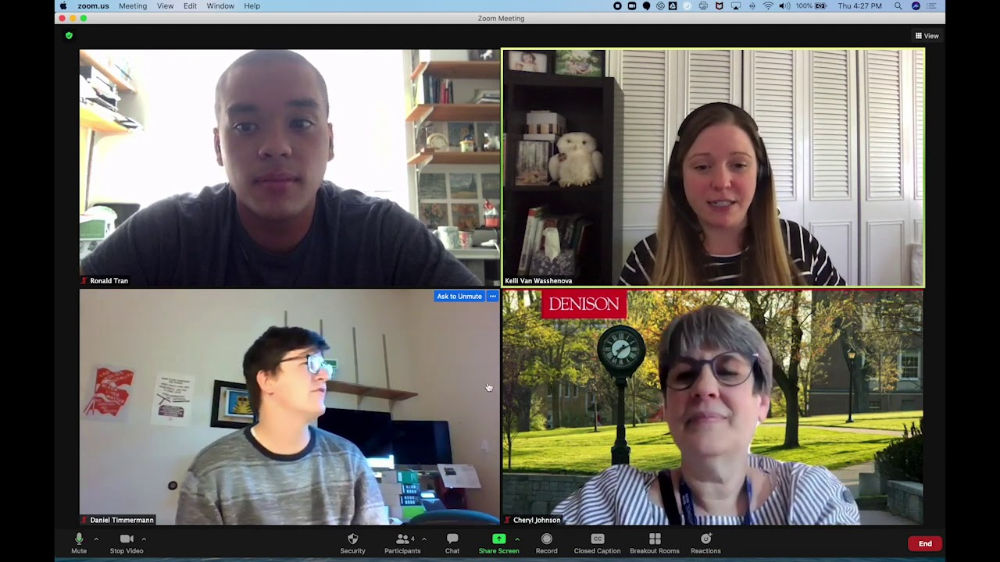 zoom.us Meeting View Edit Window Help
100% Thu 4:27 PM
Zoom Meeting
View
Ronald Tran
Kelli Van Wasshenova
Ask to Unmute
DENISON
Daniel Timmermann
Cheryl Johnson
Mute
Stop Video
Security
Participants 4
Chat
Share Screen
Record
CC
Closed Caption
Breakout Rooms
Reactions
End